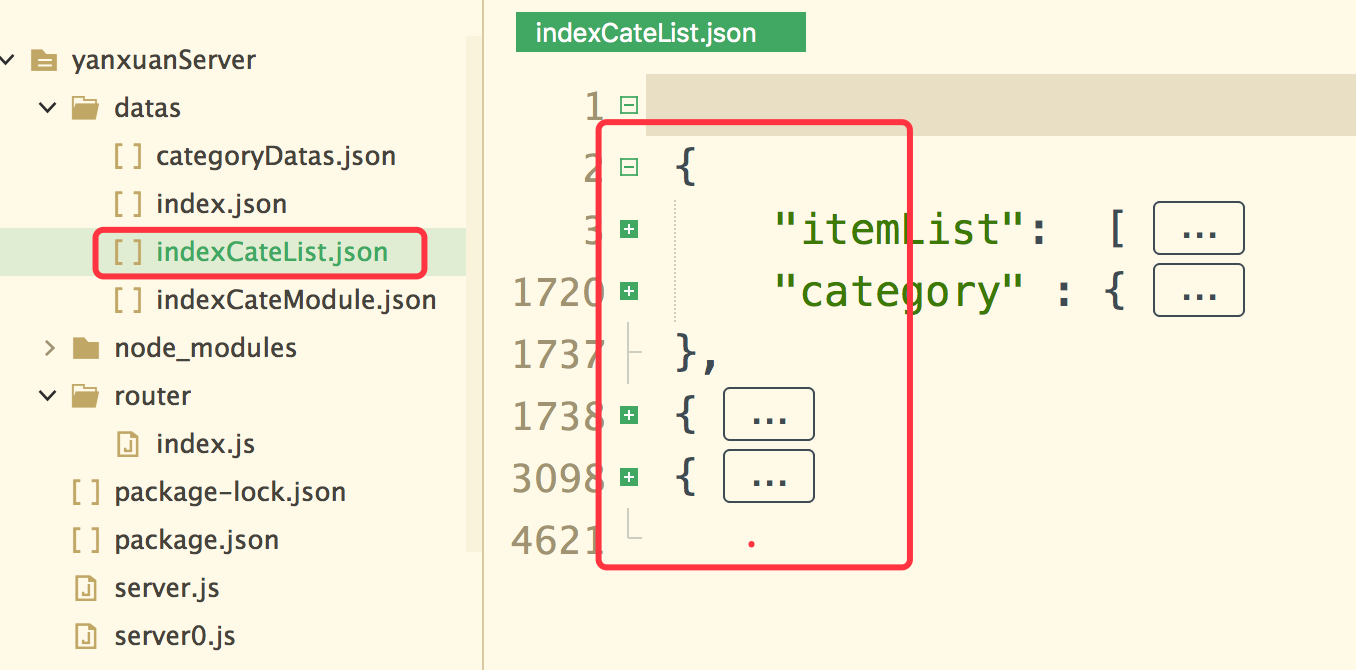 yanxuanServer
datas
[ ] categoryDatas.json
[ ] index.json
[ ] indexCateList.json
[ ] indexCateModule.json
node_modules
router
index.js
[ ] package-lock.json
[ ] package.json
server.js
server0.js
indexCateList.json
1
2 {
3 "itemList": [ ...
1720 "category" : { ...
1737 },
1738 { ...
3098 { ...
4621